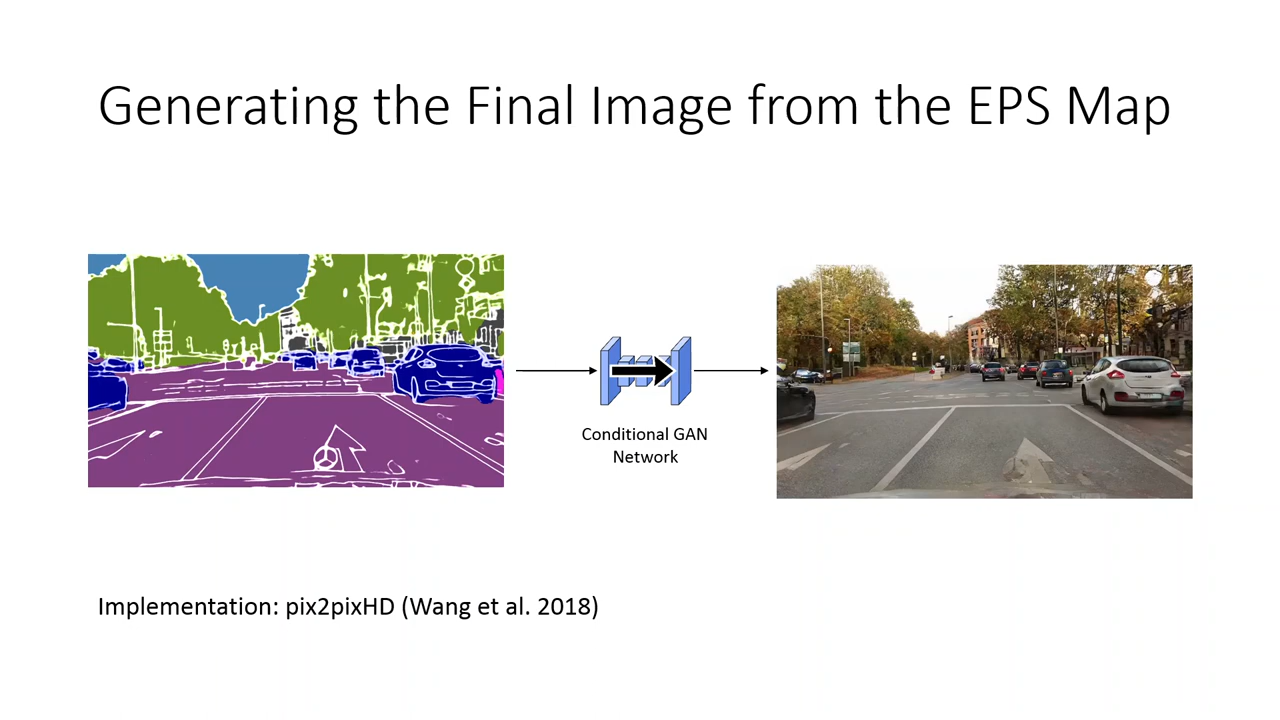 Generating the Final Image from the EPS Map
Conditional GAN
Network
Implementation: pix2pixHD (Wang et al. 2018)